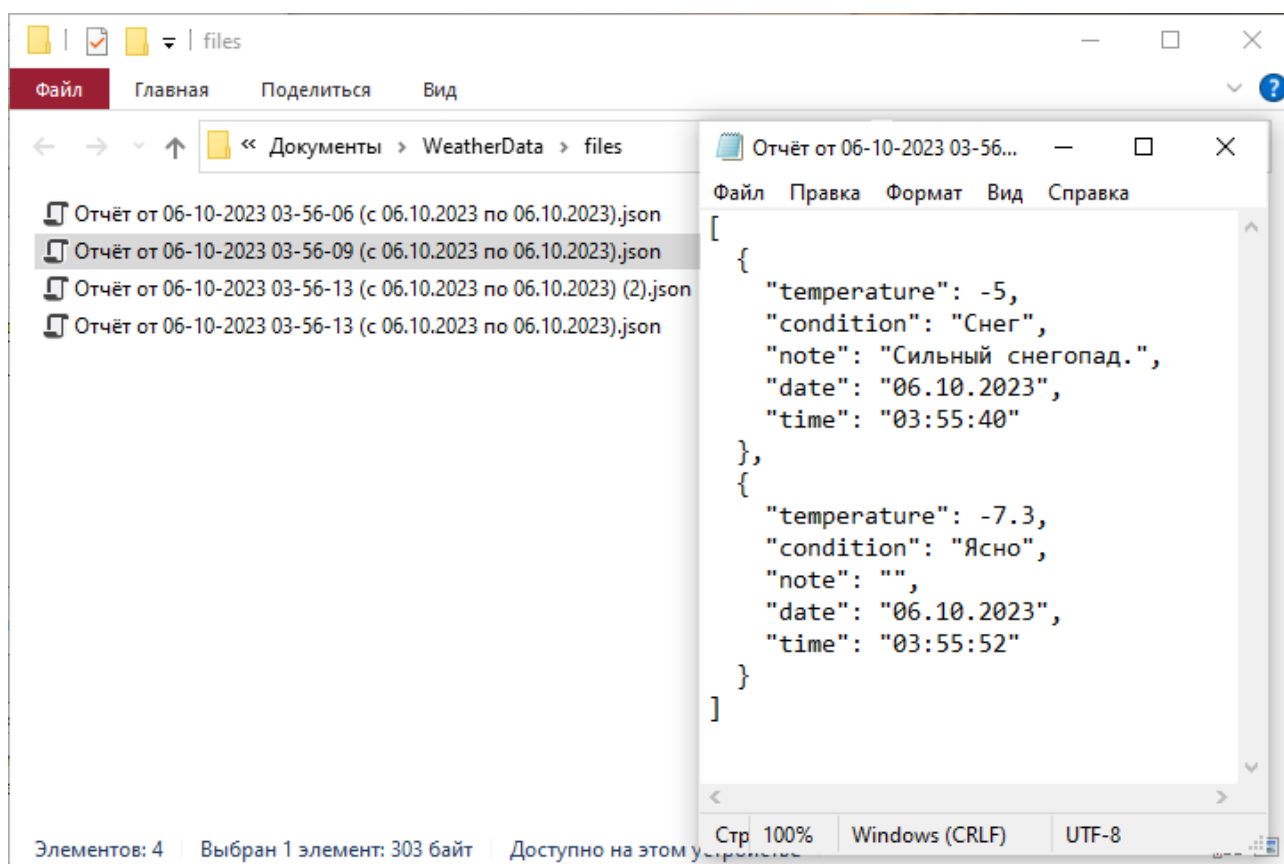 files
Файл Главная Поделиться Вид
« Документы > WeatherData > files
Отчёт от 06-10-2023 03-56-06 (с 06.10.2023 по 06.10.2023).json
Отчёт от 06-10-2023 03-56-09 (с 06.10.2023 по 06.10.2023).json
Отчёт от 06-10-2023 03-56-13 (с 06.10.2023 по 06.10.2023) (2).json
Отчёт от 06-10-2023 03-56-13 (с 06.10.2023 по 06.10.2023).json
Элементов: 4 Выбран 1 элемент: 303 байт Доступно на этом
Отчёт от 06-10-2023 03-56...
Файл Правка Формат Вид Справка
[
{
"temperature": -5,
"condition": "Снег",
"note": "Сильный снегопад.",
"date": "06.10.2023",
"time": "03:55:40"
},
{
"temperature": -7.3,
"condition": "Ясно",
"note": "",
"date": "06.10.2023",
"time": "03:55:52"
}
]
Стр 100% Windows (CRLF) UTF-8